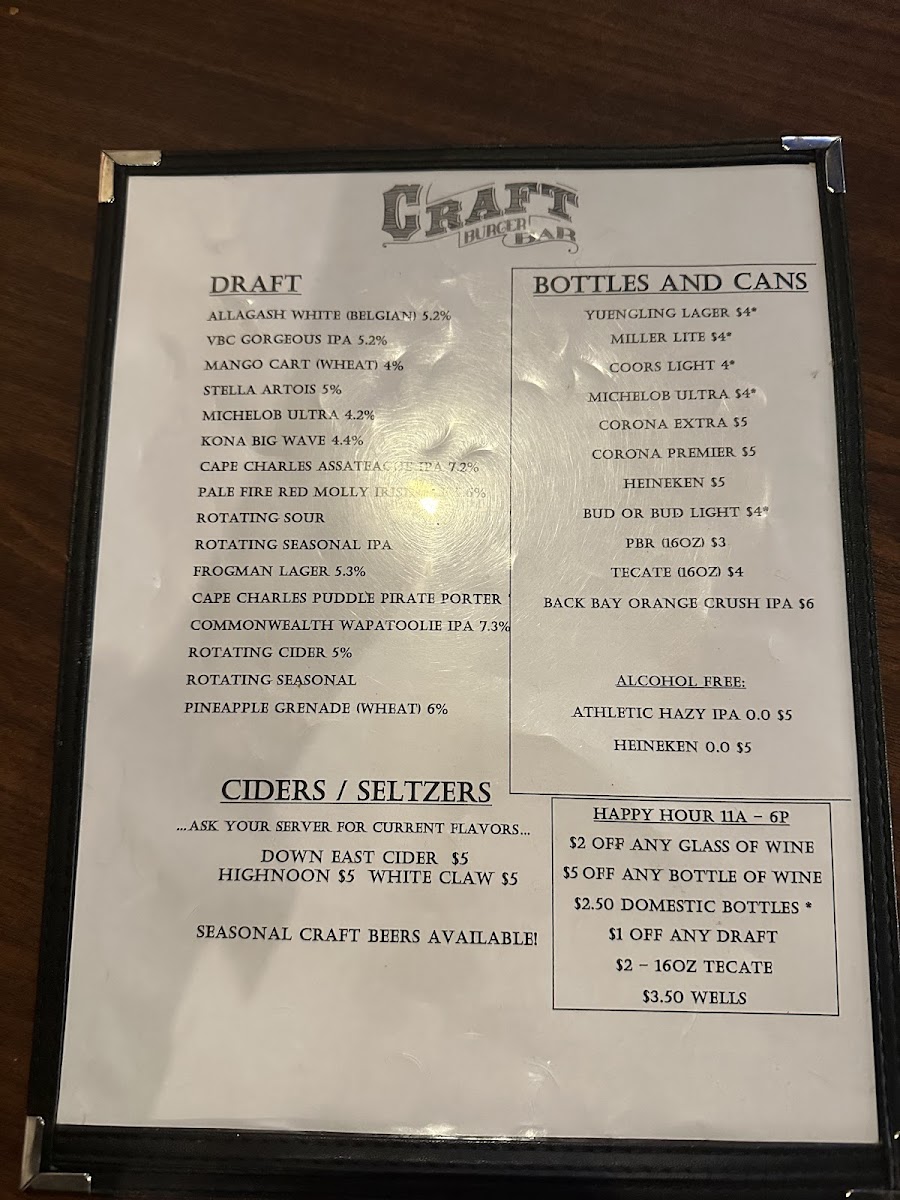 CRAFT
BURGER BAR
DRAFT
ALLAGASH WHITE (BELGIAN) 5.2%
VBC GORGEOUS IPA 5.2%
MANGO CART (WHEAT) 4%
STELLA ARTOIS 5%
MICHELOB ULTRA 4.2%
KONA BIG WAVE 4.4%
CAPE CHARLES ASSATEAGUE IPA 7.2%
PALE FIRE RED MOLLY
ROTATING SOUR
ROTATING SEASONAL IPA
FROGMAN LAGER 5.3%
CAPE CHARLES PUDDLE PIRATE PORTER
COMMONWEALTH WAPATOOLIE IPA 7.3%
ROTATING CIDER 5%
ROTATING SEASONAL
PINEAPPLE GRENADE (WHEAT) 6%
CIDERS / SELTZERS
...ASK YOUR SERVER FOR CURRENT FLAVORS...
DOWN EAST CIDER $5
HIGHNOON $5 WHITE CLAW $5
SEASONAL CRAFT BEERS AVAILABLE!
BOTTLES AND CANS
YUENGLING LAGER $4*
MILLER LITE $4*
COORS LIGHT 4*
MICHELOB ULTRA $4*
CORONA EXTRA $5
CORONA PREMIER $5
HEINEKEN $5
BUD OR BUD LIGHT $4*
PBR (16OZ) $3
TECATE (16OZ) $4
BACK BAY ORANGE CRUSH IPA $6
ALCOHOL FREE:
ATHLETIC HAZY IPA 0.0 $5
HEINEKEN 0.0 $5
HAPPY HOUR 11A – 6P
$2 OFF ANY GLASS OF WINE
$5 OFF ANY BOTTLE OF WINE
$2.50 DOMESTIC BOTTLES *
$1 OFF ANY DRAFT
$2 – 16OZ TECATE
$3.50 WELLS